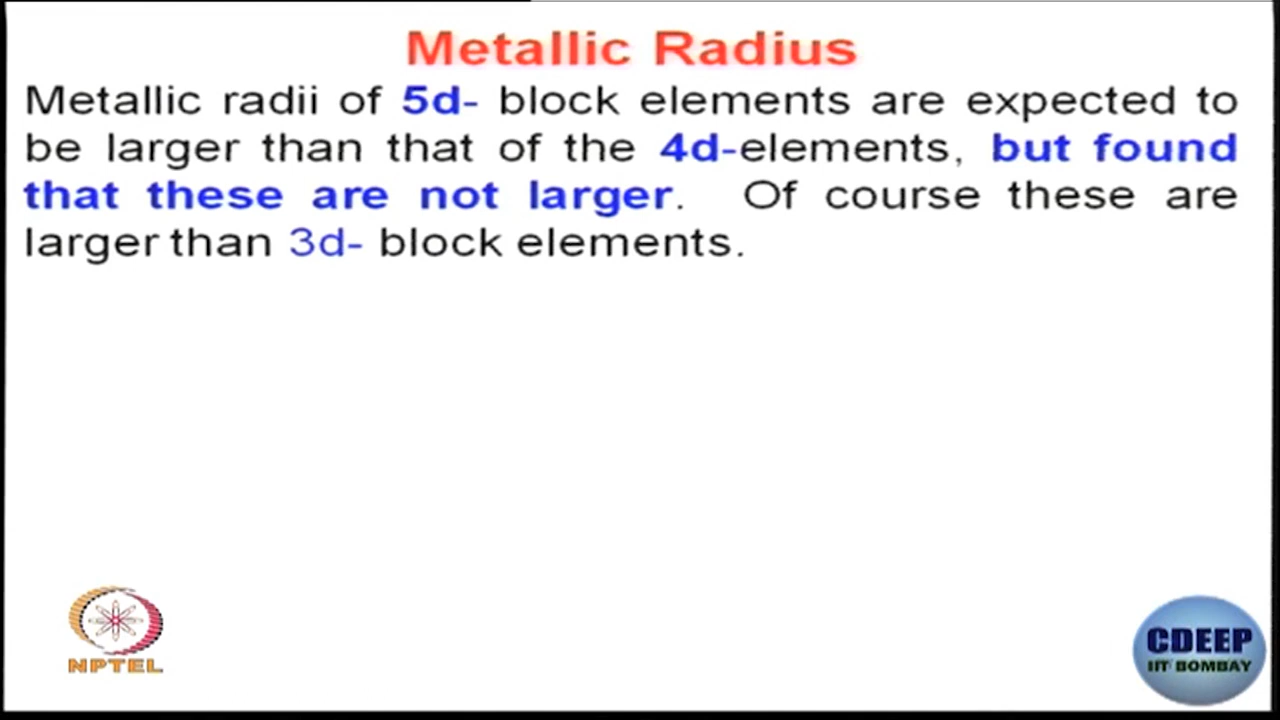 Metallic Radius
Metallic radii of 5d- block elements are expected to
be larger than that of the 4d-elements, but found
that these are not larger. Of course these are
larger than 3d- block elements.
NPTEL
CDEEP
IIT BOMBAY